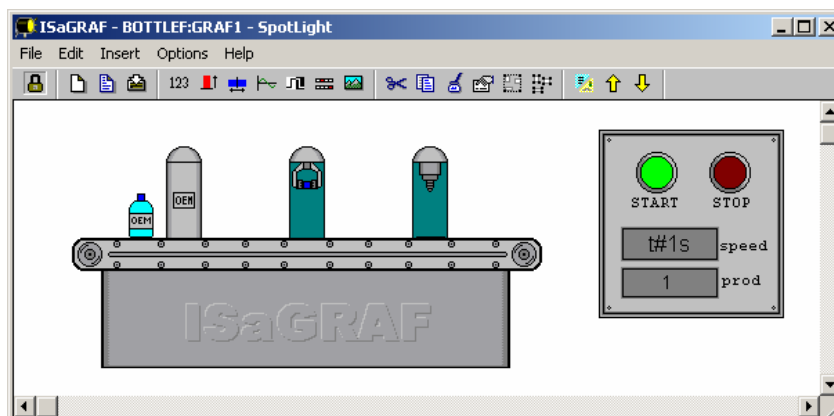 ISaGRAF - BOTTLEF:GRAF1 - SpotLight
File Edit Insert Options Help
123
OEM
OEM
START STOP
t#1s speed
1 prod
ISaGRAF